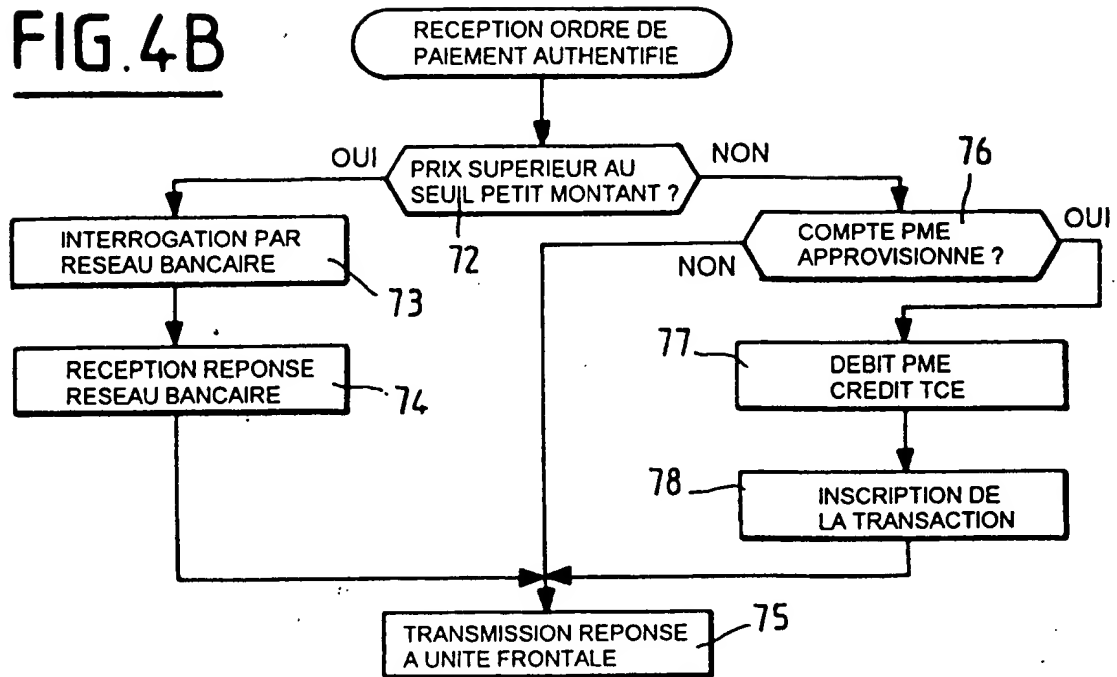 FIG.4B
RECEPTION ORDRE DE
PAIEMENT AUTHENTIFIE
OUI
PRIX SUPERIEUR AU
SEUIL PETIT MONTANT ?
NON
72
76
INTERROGATION PAR
RESEAU BANCAIRE
73
COMPTE PME
APPROVISIONNE ?
OUI
NON
RECEPTION REPONSE
RESEAU BANCAIRE
74
77
DEBIT PME
CREDIT TCE
78
INSCRIPTION DE
LA TRANSACTION
TRANSMISSION REPONSE
A UNITE FRONTALE
75